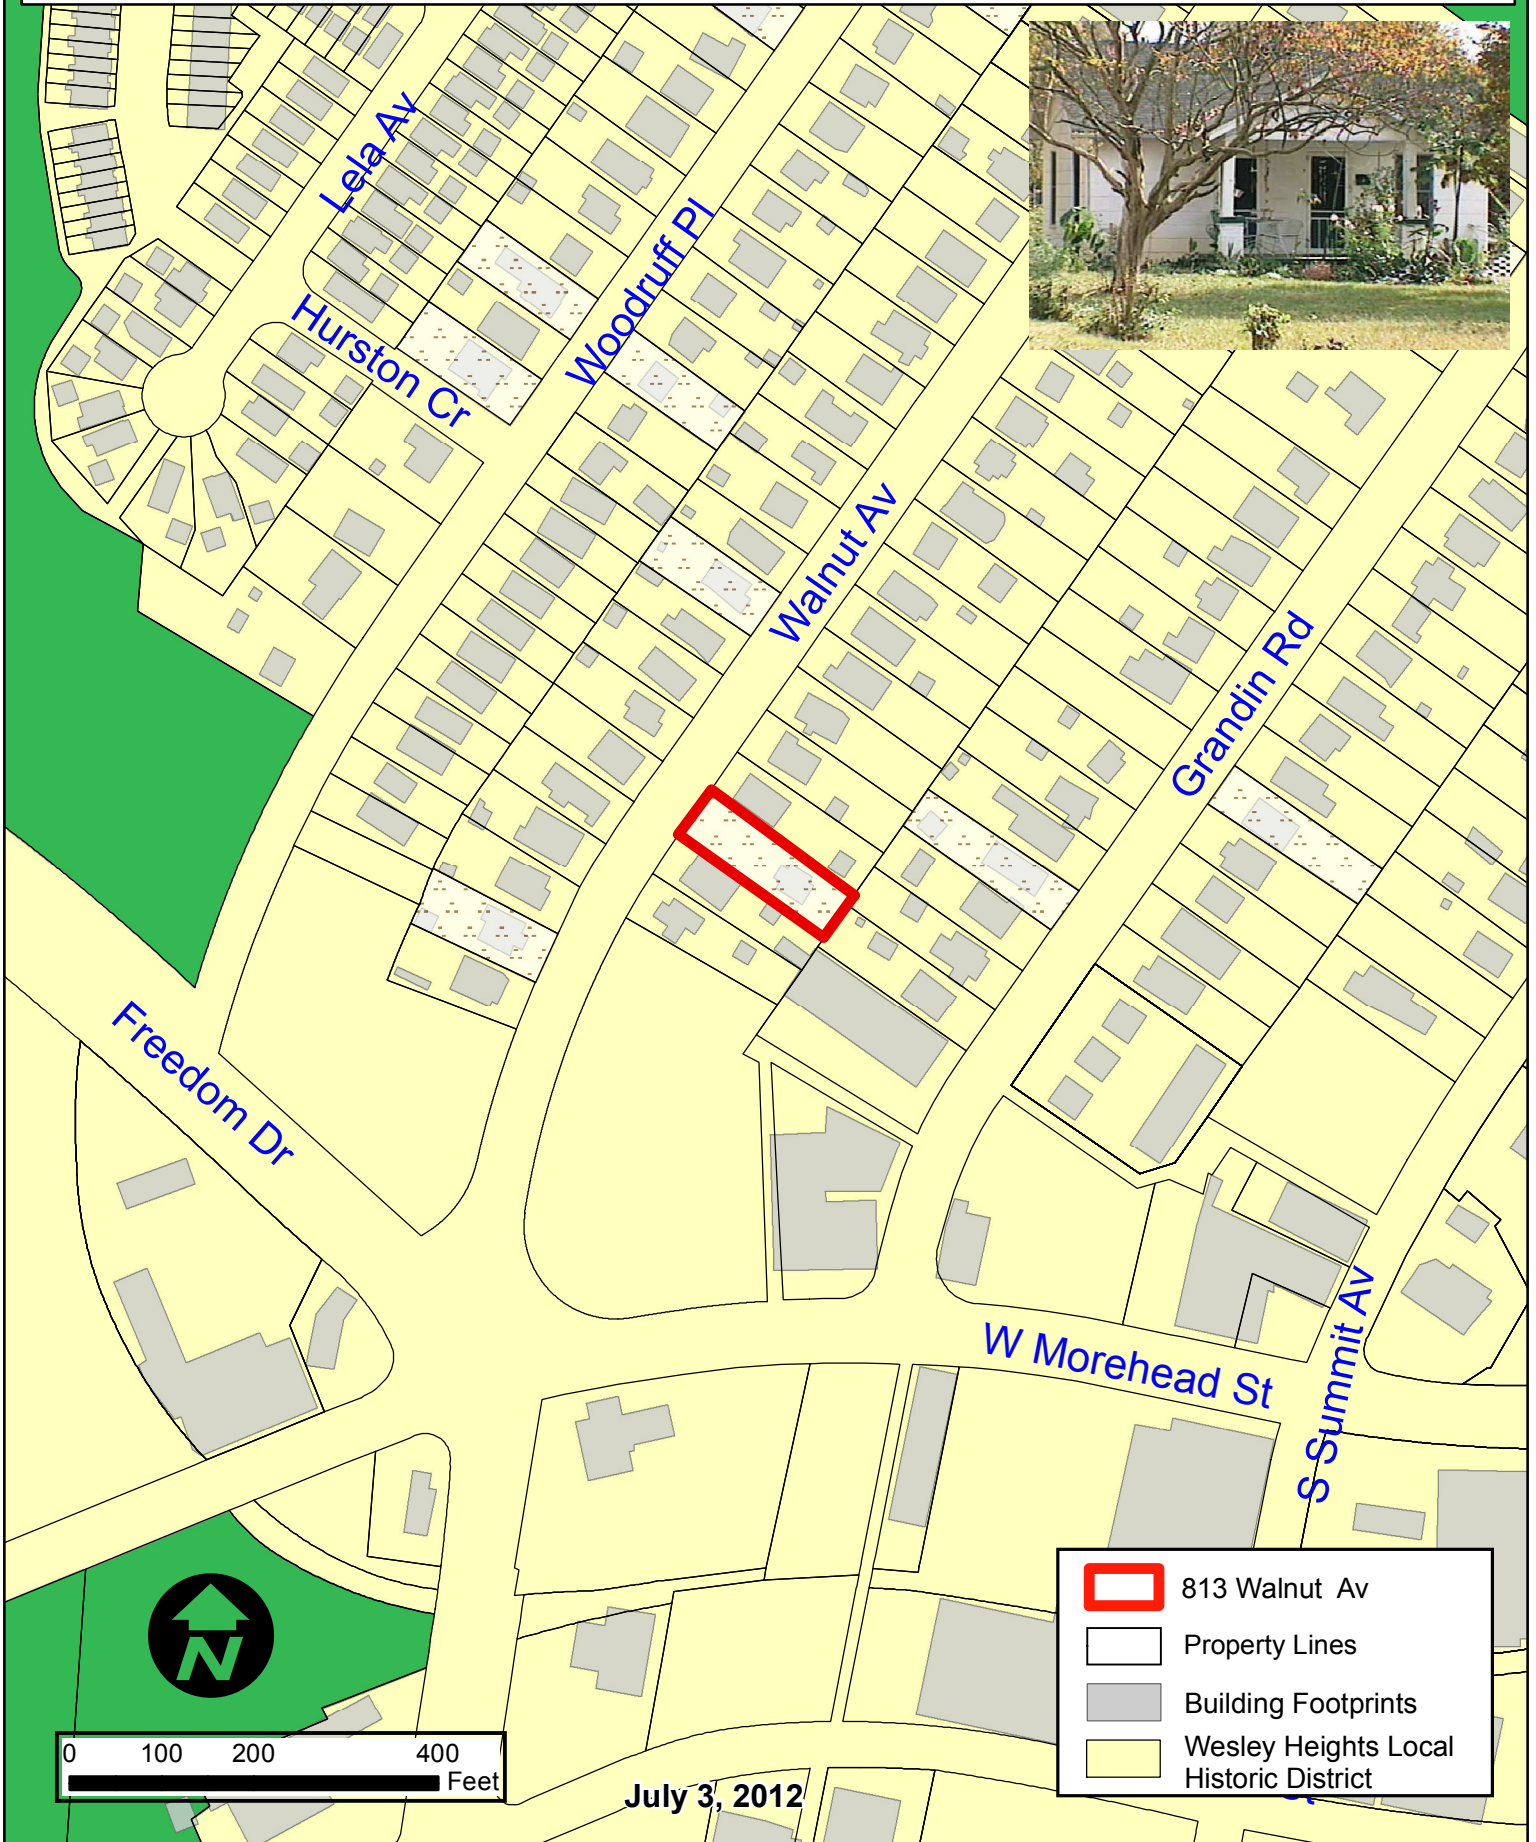 Lela Av
Woodruff Pl
Hurston Cr
Walnut Av
Grandin Rd
Freedom Dr
W Morehead St
S Summit Av
N
0 100 200 400
Feet
July 3, 2012
813 Walnut Av
Property Lines
Building Footprints
Wesley Heights Local
Historic District